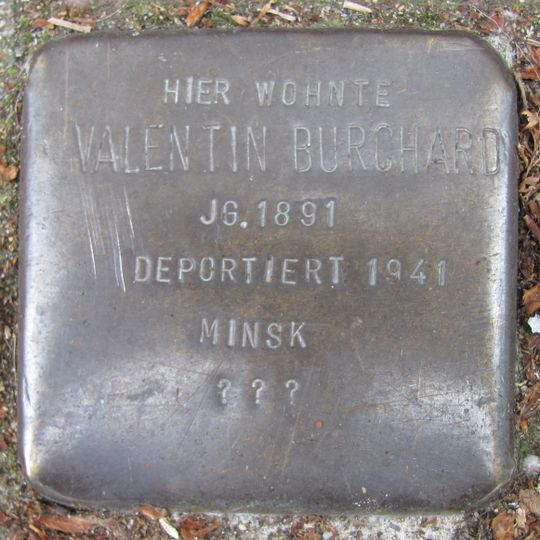 HIER WOHNTE
VALENTIN BURCHARD
JG. 1891
DEPORTIERT 1941
MINSK
? ? ?